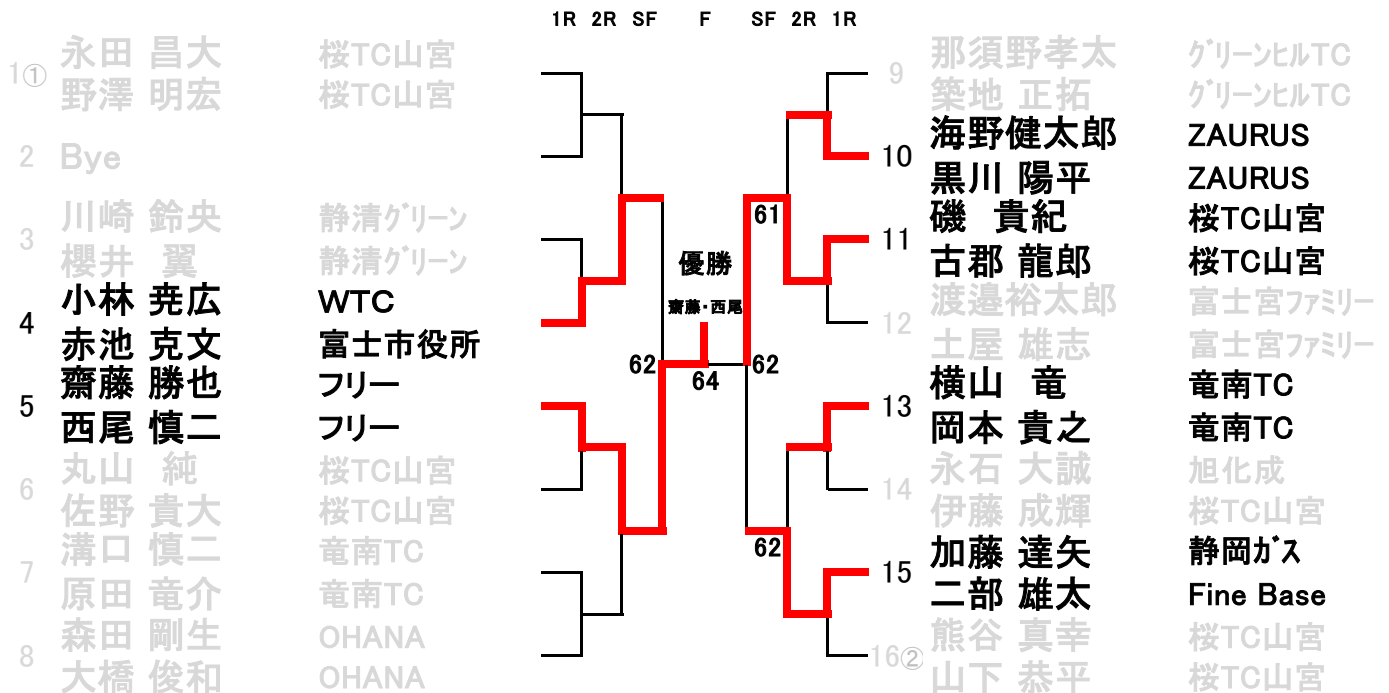 1R 2R SF F SF 2R 1R
1① 永田 昌大 桜TC山宮
野澤 明宏 桜TC山宮
2 Bye
3 川崎 鈴央 静清グリーン
櫻井 翼 静清グリーン
4 小林 尭広 WTC
赤池 克文 富士市役所
5 齋藤 勝也 フリー
西尾 慎二 フリー
6 丸山 純 桜TC山宮
佐野 貴大 桜TC山宮
7 溝口 慎二 竜南TC
原田 竜介 竜南TC
8 森田 剛生 OHANA
大橋 俊和 OHANA
62
優勝
齋藤・西尾
64
61
62
62
9 那須野孝太 グリーンヒルTC
築地 正拓 グリーンヒルTC
10 海野健太郎 ZAURUS
黒川 陽平 ZAURUS
11 磯 貴紀 桜TC山宮
古郡 龍郎 桜TC山宮
12 渡邉裕太郎 富士宮ファミリー
土屋 雄志 富士宮ファミリー
13 横山 竜 竜南TC
岡本 貴之 竜南TC
14 永石 大誠 旭化成
伊藤 成輝 桜TC山宮
15 加藤 達矢 静岡ガス
二部 雄太 Fine Base
16② 熊谷 真幸 桜TC山宮
山下 恭平 桜TC山宮